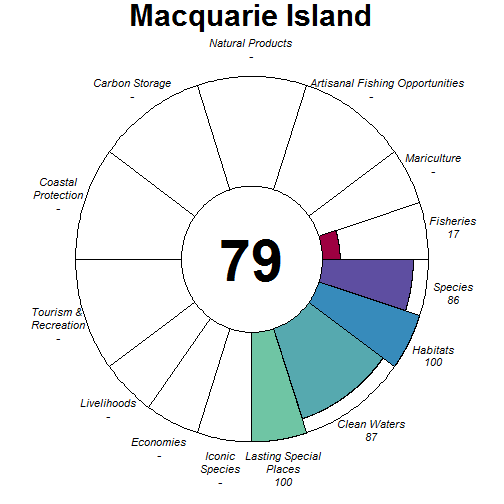 Macquarie Island
Natural Products
-
Carbon Storage
-
Artisanal Fishing Opportunities
-
Mariculture
-
Coastal
Protection
-
Fisheries
17
79
Species
86
Tourism &
Recreation
-
Habitats
100
Livelihoods
-
Clean Waters
87
Economies
-
Iconic
Species
-
Lasting Special
Places
100